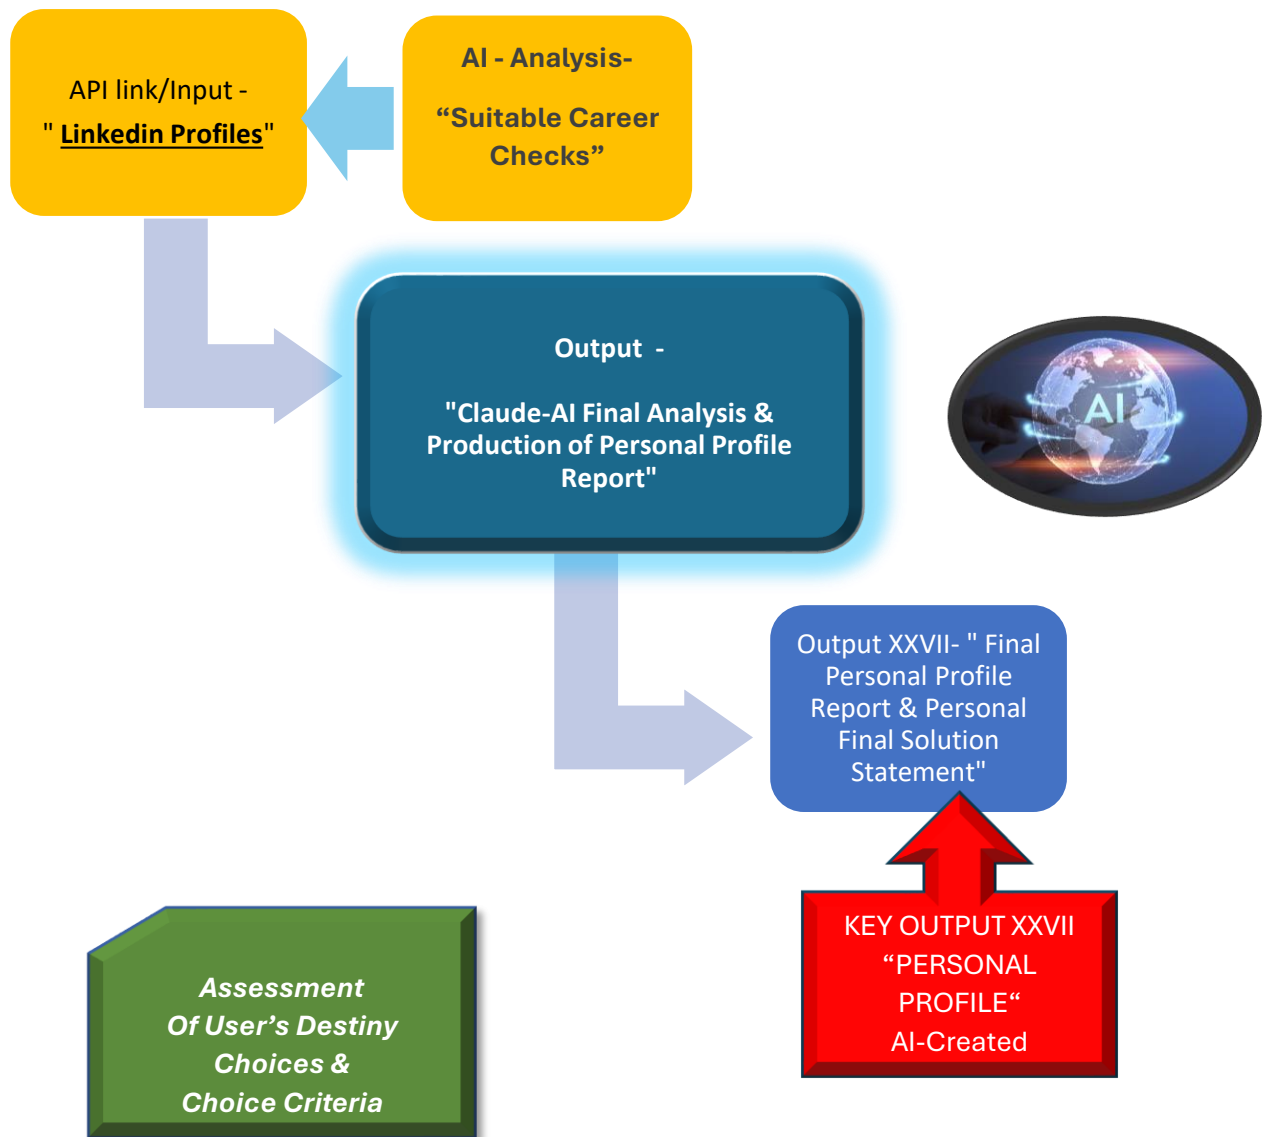 API link/Input -
" Linkedin Profiles"
AI - Analysis-
“Suitable Career
Checks”
Output -
"Claude-AI Final Analysis &
Production of Personal Profile
Report"
AI
Output XXVII- " Final
Personal Profile
Report & Personal
Final Solution
Statement"
KEY OUTPUT XXVII
“PERSONAL
PROFILE“
AI-Created
Assessment
Of User’s Destiny
Choices &
Choice Criteria